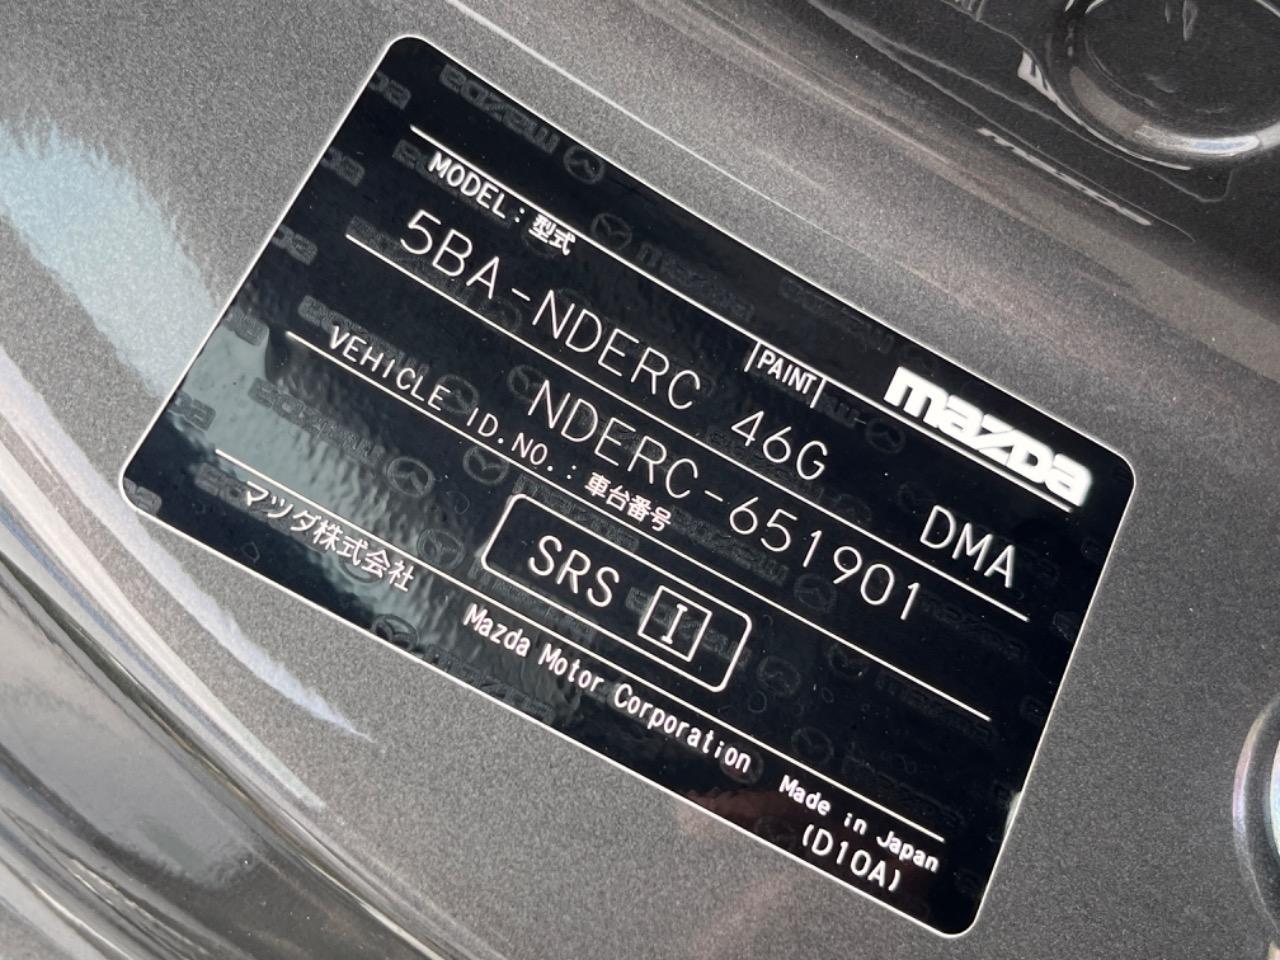 mazda
MODEL:型式 PAINT
5BA-NDERC 46G DMA
NDERC-651901
VEHICLE ID.NO.:車台番号
SRS I
マツダ株式会社
Mazda Motor Corporation Made in Japan
(D10A)